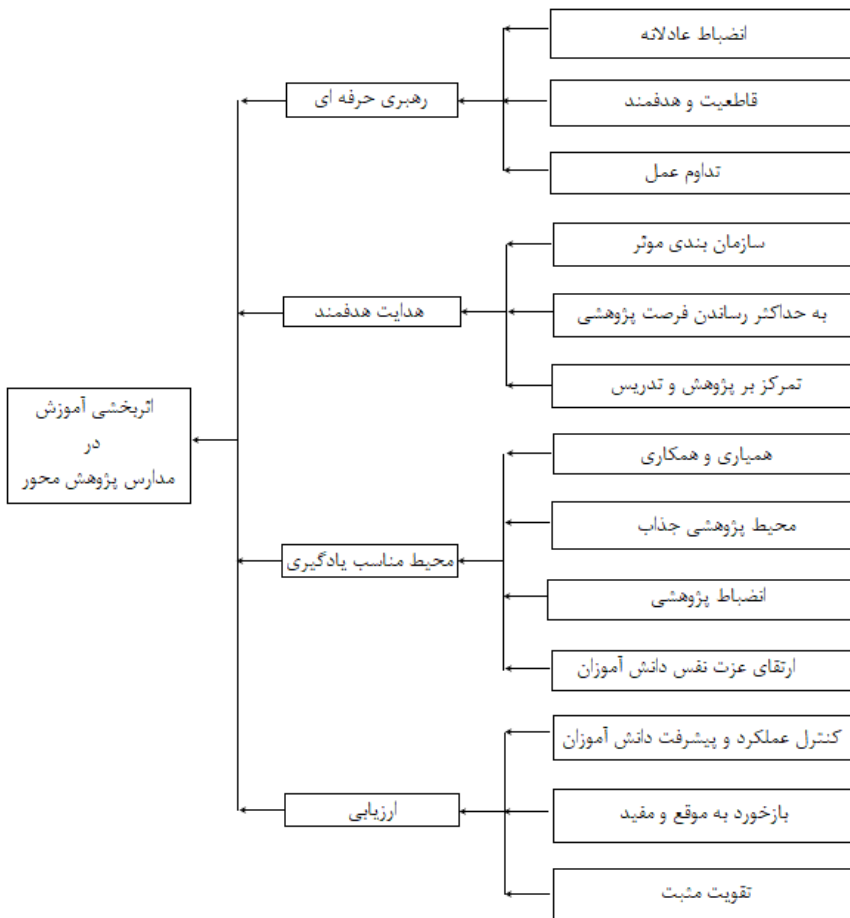 انضباط عادلانه
رهبری حرفه ای
قاطعیت و هدفمند
تداوم عمل
سازمان بندی موثر
هدایت هدفمند
به حداکثر رساندن فرصت پژوهشی
تمرکز بر پژوهش و تدریس
اثربخشی آموزش
در
مدارس پژوهش محور
همیاری و همکاری
محیط پژوهشی جذاب
محیط مناسب یادگیری
انضباط پژوهشی
ارتقای عزت نفس دانش آموزان
کنترل عملکرد و پیشرفت دانش آموزان
ارزیابی
بازخورد به موقع و مفید
تقویت مثبت